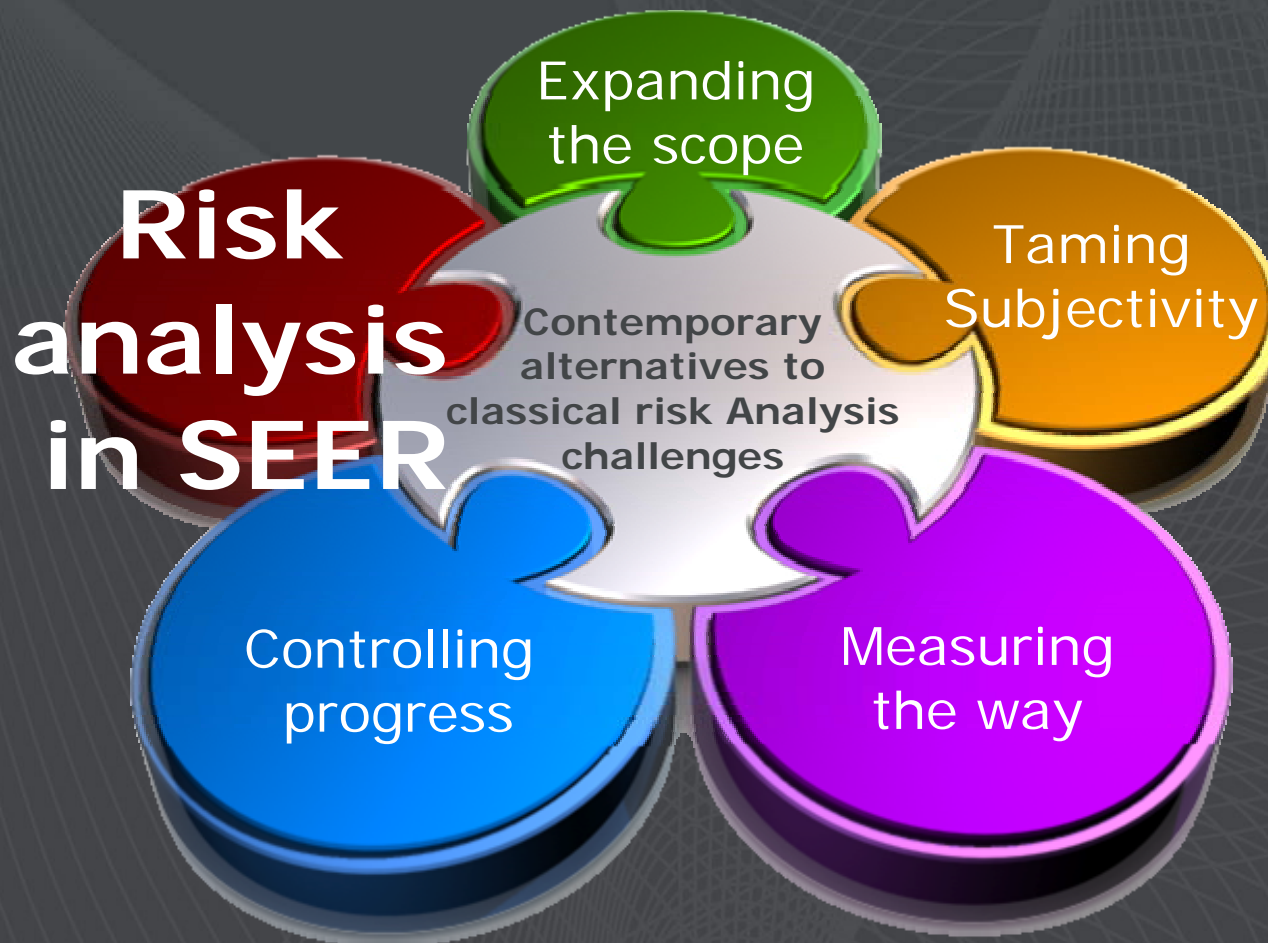 Expanding
the scope
Risk
analysis
in SEER
Taming
Subjectivity
Contemporary
alternatives to
classical risk Analysis
challenges
Controlling
progress
Measuring
the way